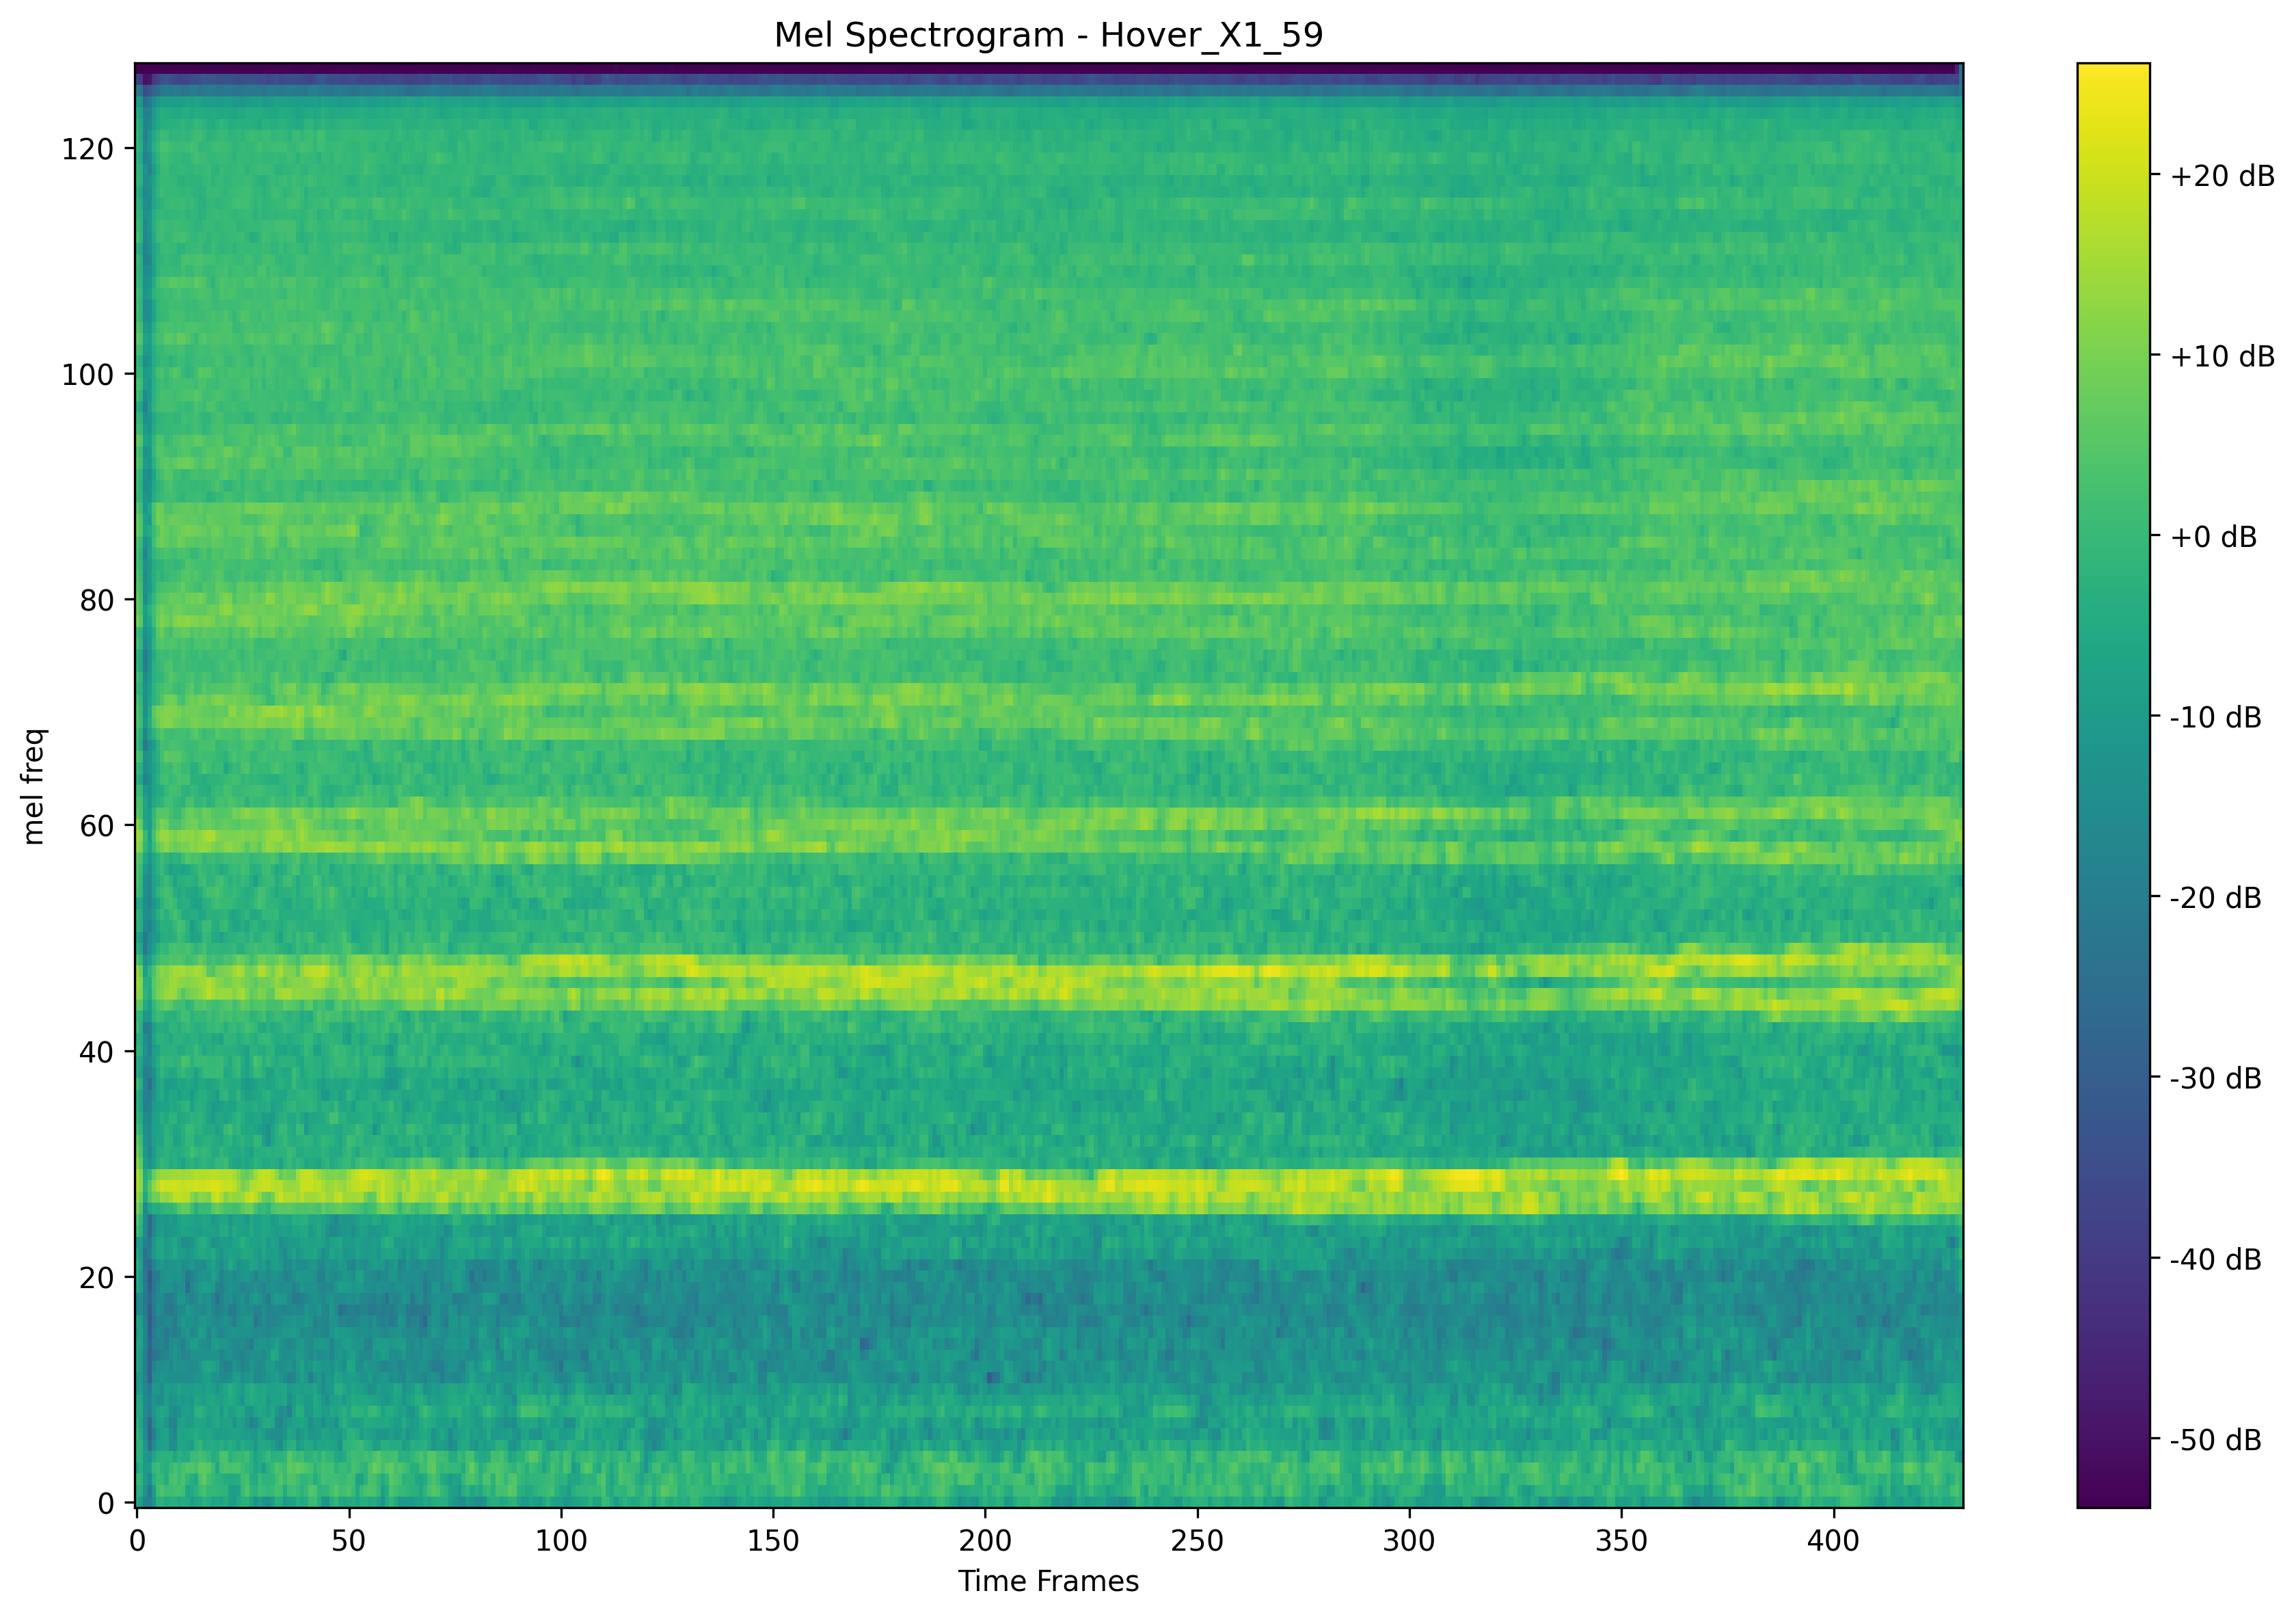 Mel Spectrogram - Hover_X1_59
mel freq
120
100
80
60
40
20
0
0 50 100 150 200 250 300 350 400
Time Frames
+20 dB
+10 dB
+0 dB
-10 dB
-20 dB
-30 dB
-40 dB
-50 dB